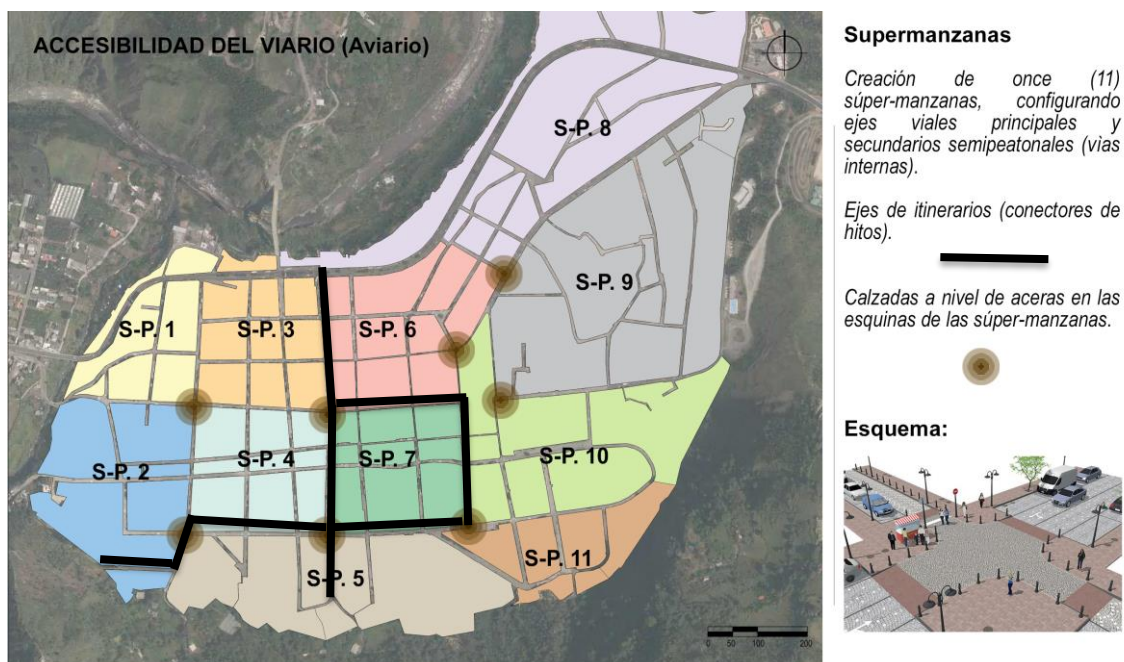 ACCESIBILIDAD DEL VIARIO (Aviario)
S-P. 8
S-P. 9
S-P. 1
S-P. 3
S-P. 6
S-P. 2
S-P. 4
S-P. 7
S-P. 10
S-P. 5
S-P. 11
0 50 100 200
Supermanzanas
Creación de once (11)
súper-manzanas, configurando
ejes viales principales y
secundarios semipeatonales (vias
internas).
Ejes de itinerarios (conectores de
hitos).
Calzadas a nivel de aceras en las
esquinas de las súper-manzanas.
Esquema: